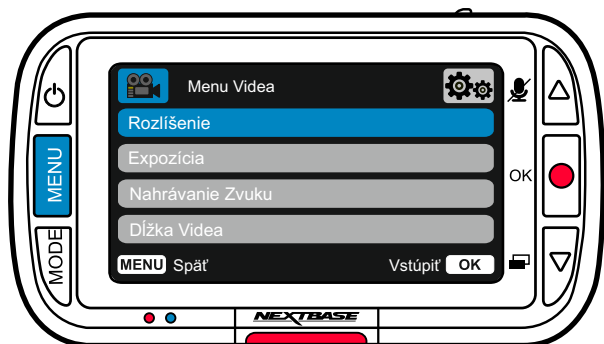 Menu Videa
Rozlíšenie
Expozícia
Nahrávanie Zvuku
Dĺžka Videa
MENU Späť
Vstúpiť OK
MENU
MODE
OK
NEXTBASE